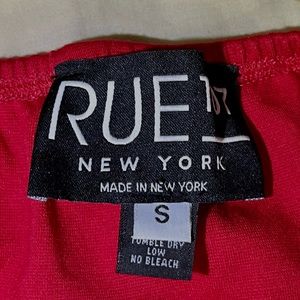 RUE 107
NEW YORK
MADE IN NEW YORK
S
TUMBLE DRY
LOW
NO BLEACH